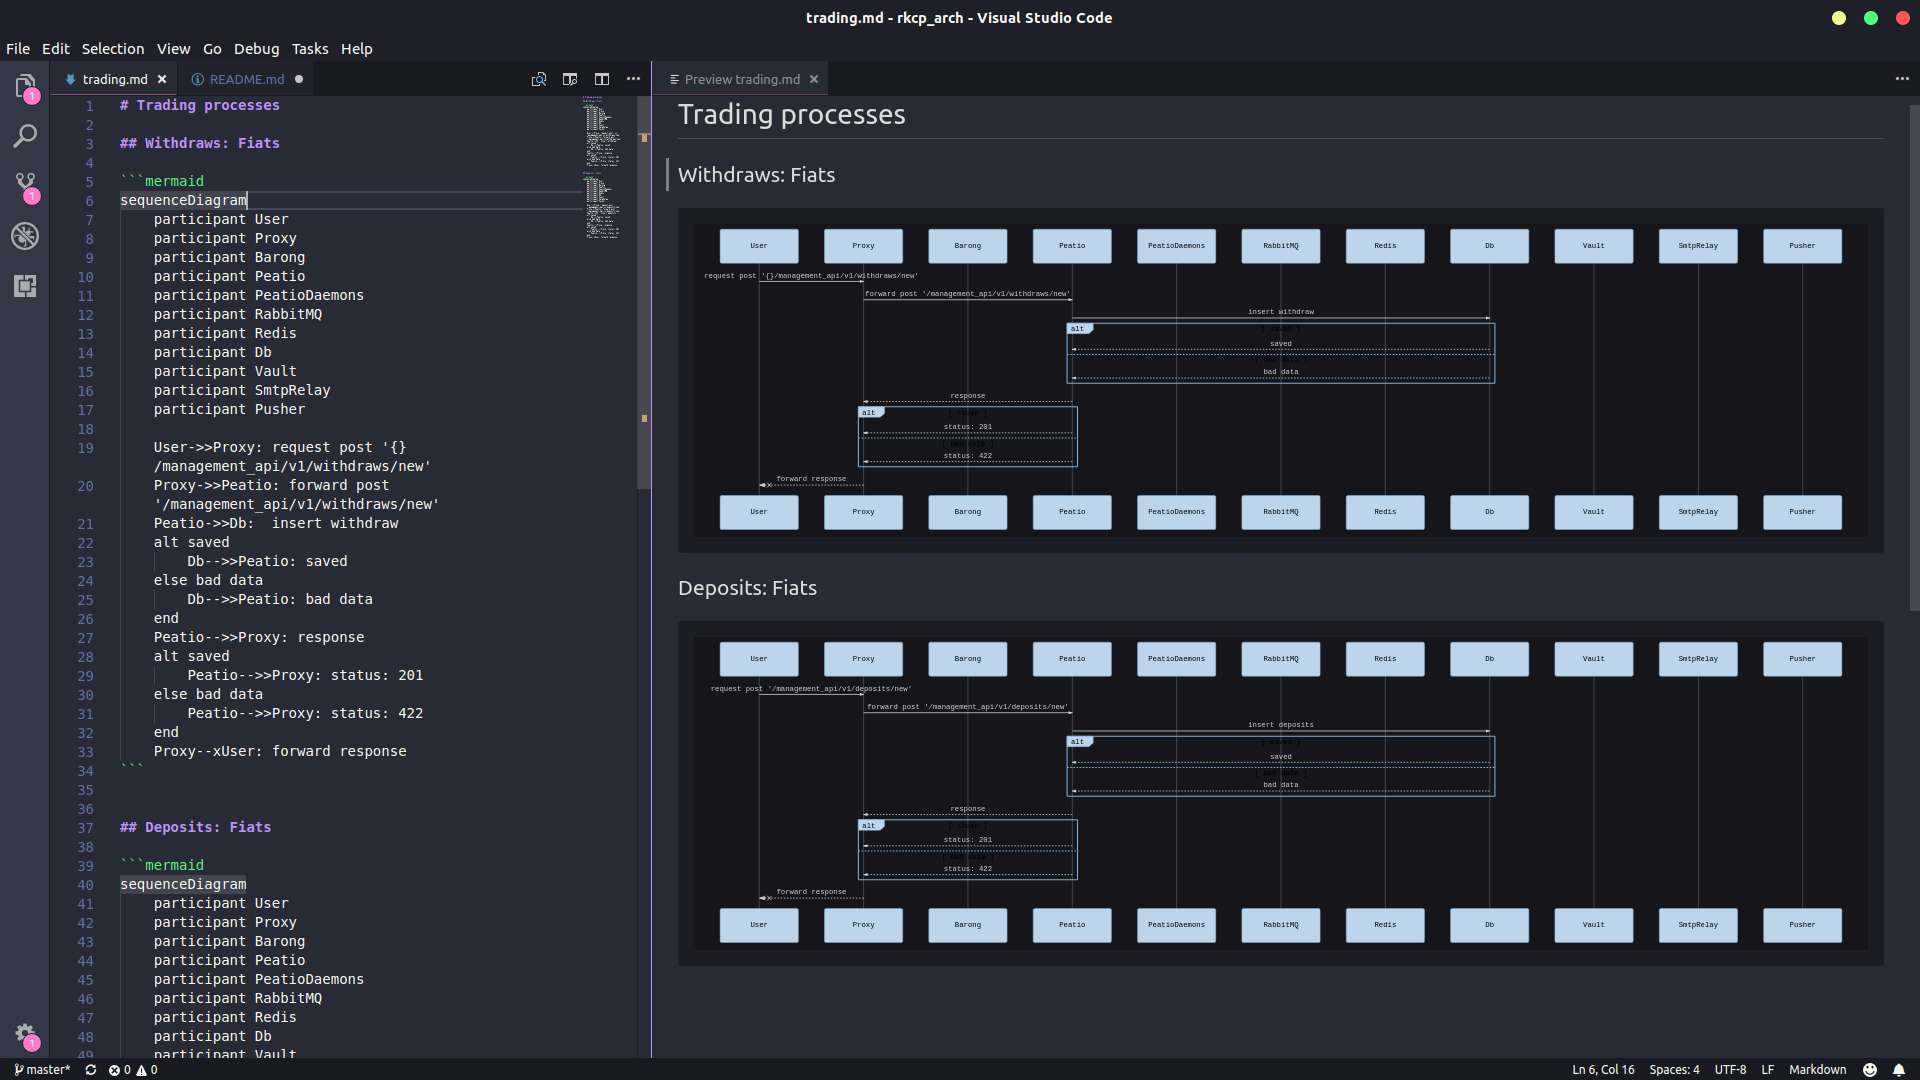 trading.md - rkcp_arch - Visual Studio Code
File Edit Selection View Go Debug Tasks Help
trading.md
README.md
Preview trading.md
1
1
1
1 # Trading processes
2
3 ## Withdraws: Fiats
4
5 ```mermaid
6 sequenceDiagram
7 participant User
8 participant Proxy
9 participant Barong
10 participant Peatio
11 participant PeatioDaemons
12 participant RabbitMQ
13 participant Redis
14 participant Db
15 participant Vault
16 participant SmtpRelay
17 participant Pusher
18
19 User->>Proxy: request post '{}
/management_api/v1/withdraws/new'
20 Proxy->>Peatio: forward post
'/management_api/v1/withdraws/new'
21 Peatio->>Db:  insert withdraw
22 alt saved
23 Db-->>Peatio: saved
24 else bad data
25 Db-->>Peatio: bad data
26 end
27 Peatio-->>Proxy: response
28 alt saved
29 Peatio-->>Proxy: status: 201
30 else bad data
31 Peatio-->>Proxy: status: 422
32 end
33 Proxy--xUser: forward response
34 ```
35
36
37 ## Deposits: Fiats
38
39 ```mermaid
40 sequenceDiagram
41 participant User
42 participant Proxy
43 participant Barong
44 participant Peatio
45 participant PeatioDaemons
46 participant RabbitMQ
47 participant Redis
48 participant Db
49 participant Vault
Trading processes
Withdraws: Fiats
User Proxy Barong Peatio PeatioDaemons RabbitMQ Redis Db Vault SmtpRelay Pusher
request post '{}/management_api/v1/withdraws/new'
forward post '/management_api/v1/withdraws/new'
insert withdraw
alt [ saved ]
saved
[ bad data ]
bad data
response
alt [ saved ]
status: 201
[ bad data ]
status: 422
forward response
User Proxy Barong Peatio PeatioDaemons RabbitMQ Redis Db Vault SmtpRelay Pusher
Deposits: Fiats
User Proxy Barong Peatio PeatioDaemons RabbitMQ Redis Db Vault SmtpRelay Pusher
request post '/management_api/v1/deposits/new'
forward post '/management_api/v1/deposits/new'
insert deposits
alt [ saved ]
saved
[ bad data ]
bad data
response
alt [ saved ]
status: 201
[ bad data ]
status: 422
forward response
User Proxy Barong Peatio PeatioDaemons RabbitMQ Redis Db Vault SmtpRelay Pusher
master* 0 0
Ln 6, Col 16 Spaces: 4 UTF-8 LF Markdown